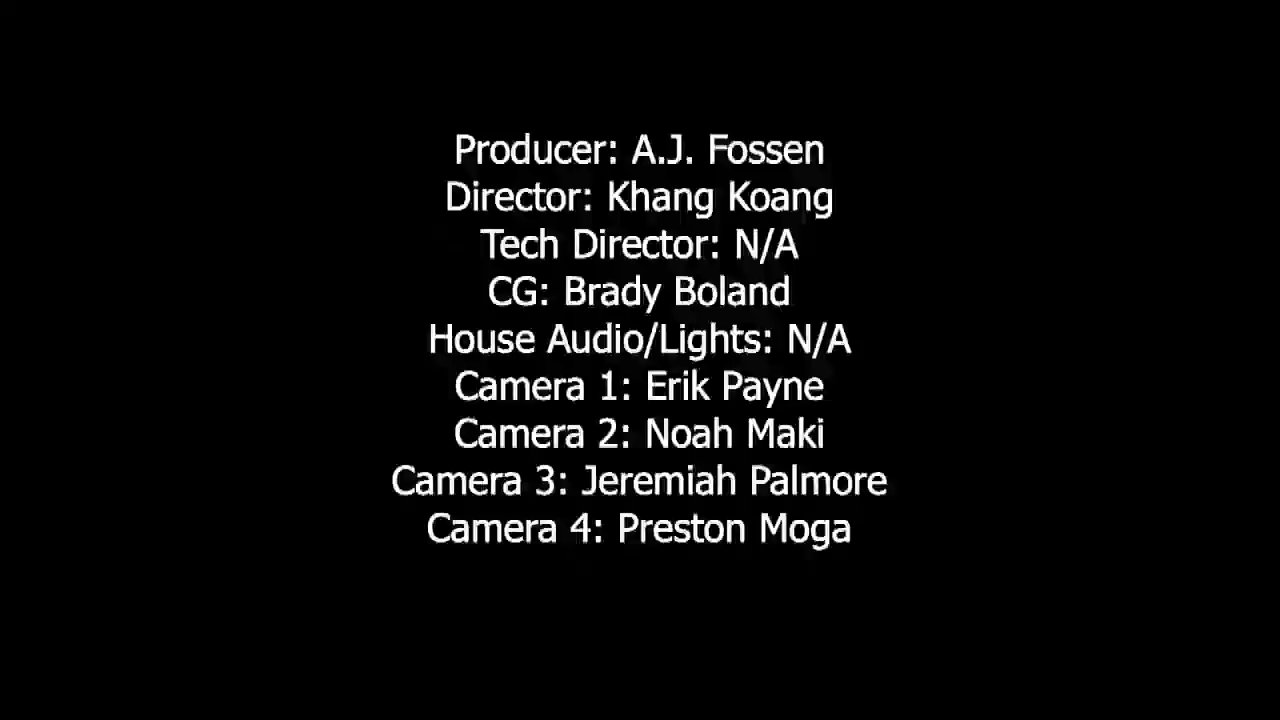 Producer: A.J. Fossen
Director: Khang Koang
Tech Director: N/A
CG: Brady Boland
House Audio/Lights: N/A
Camera 1: Erik Payne
Camera 2: Noah Maki
Camera 3: Jeremiah Palmore
Camera 4: Preston Moga